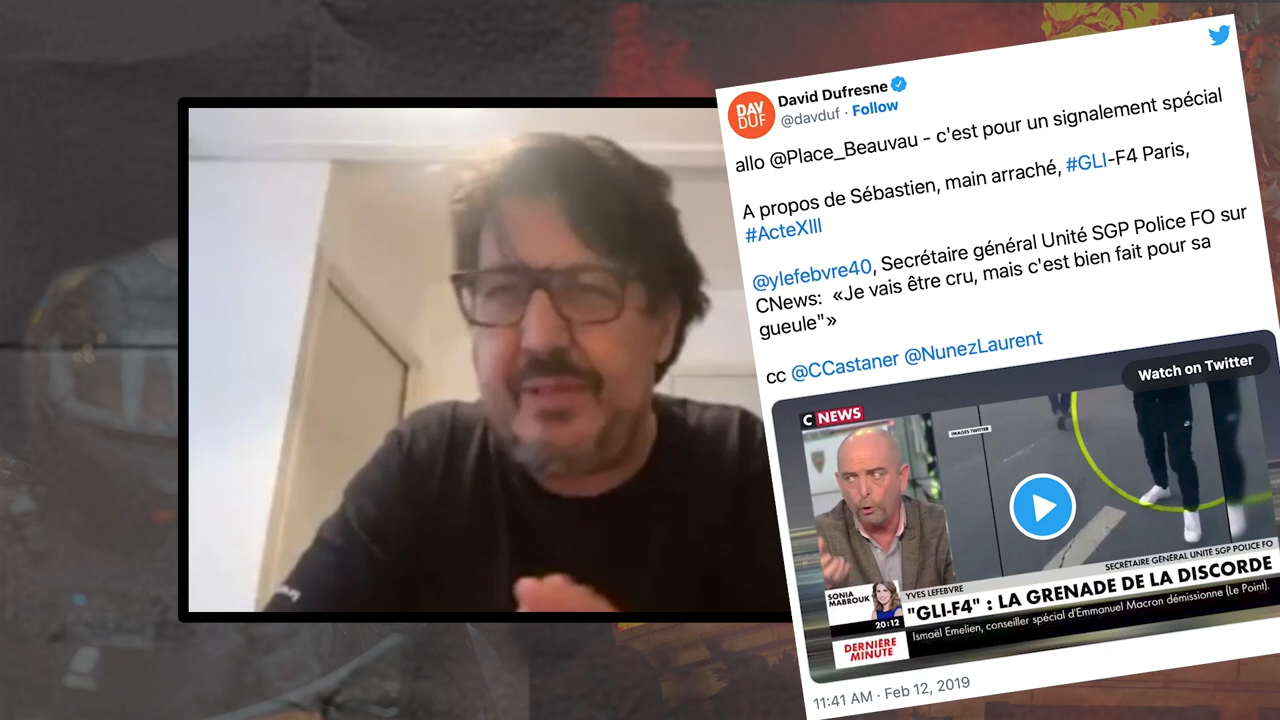 DAV
DUF
David Dufresne
@davduf · Follow
allo @Place_Beauvau - c'est pour un signalement spécial
A propos de Sébastien, main arraché, #GLI-F4 Paris,
#ActeXIII
@ylefebvre40, Secrétaire général Unité SGP Police FO sur
CNews: «Je vais être cru, mais c'est bien fait pour sa
gueule"»
cc @CCastaner @NunezLaurent
Watch on Twitter
C NEWS
IMAGES TWITTER
SECRÉTAIRE GÉNÉRAL UNITÉ SGP POLICE FO
SONIA
MABROUK
YVES LEFEBVRE
"GLI-F4" : LA GRENADE DE LA DISCORDE
20:12
Ismaël Emelien, conseiller spécial d'Emmanuel Macron démissionne (Le Point).
DERNIÈRE
MINUTE
11:41 AM · Feb 12, 2019